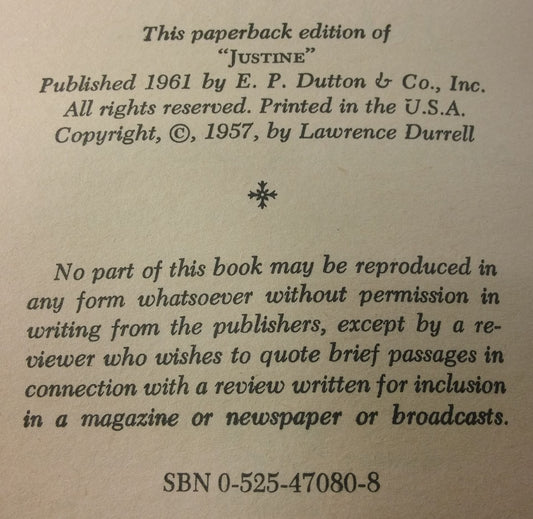 This paperback edition of
"JUSTINE"
Published 1961 by E. P. Dutton & Co., Inc.
All rights reserved. Printed in the U.S.A.
Copyright, ©, 1957, by Lawrence Durrell
No part of this book may be reproduced in
any form whatsoever without permission in
writing from the publishers, except by a re-
viewer who wishes to quote brief passages in
connection with a review written for inclusion
in a magazine or newspaper or broadcasts.
SBN 0-525-47080-8